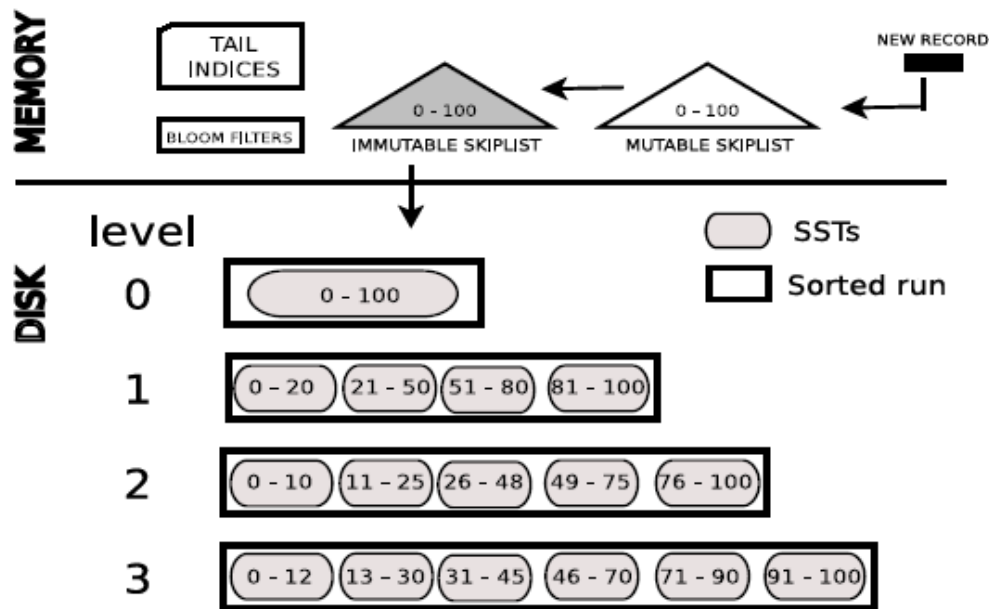 MEMORY
TAIL
INDICES
BLOOM FILTERS
0 - 100
IMMUTABLE SKIPLIST
0 - 100
MUTABLE SKIPLIST
NEW RECORD
DISK
level
SSTs
Sorted run
0
0 - 100
1
0 - 20
21 - 50
51 - 80
81 - 100
2
0 - 10
11 - 25
26 - 48
49 - 75
76 - 100
3
0 - 12
13 - 30
31 - 45
46 - 70
71 - 90
91 - 100